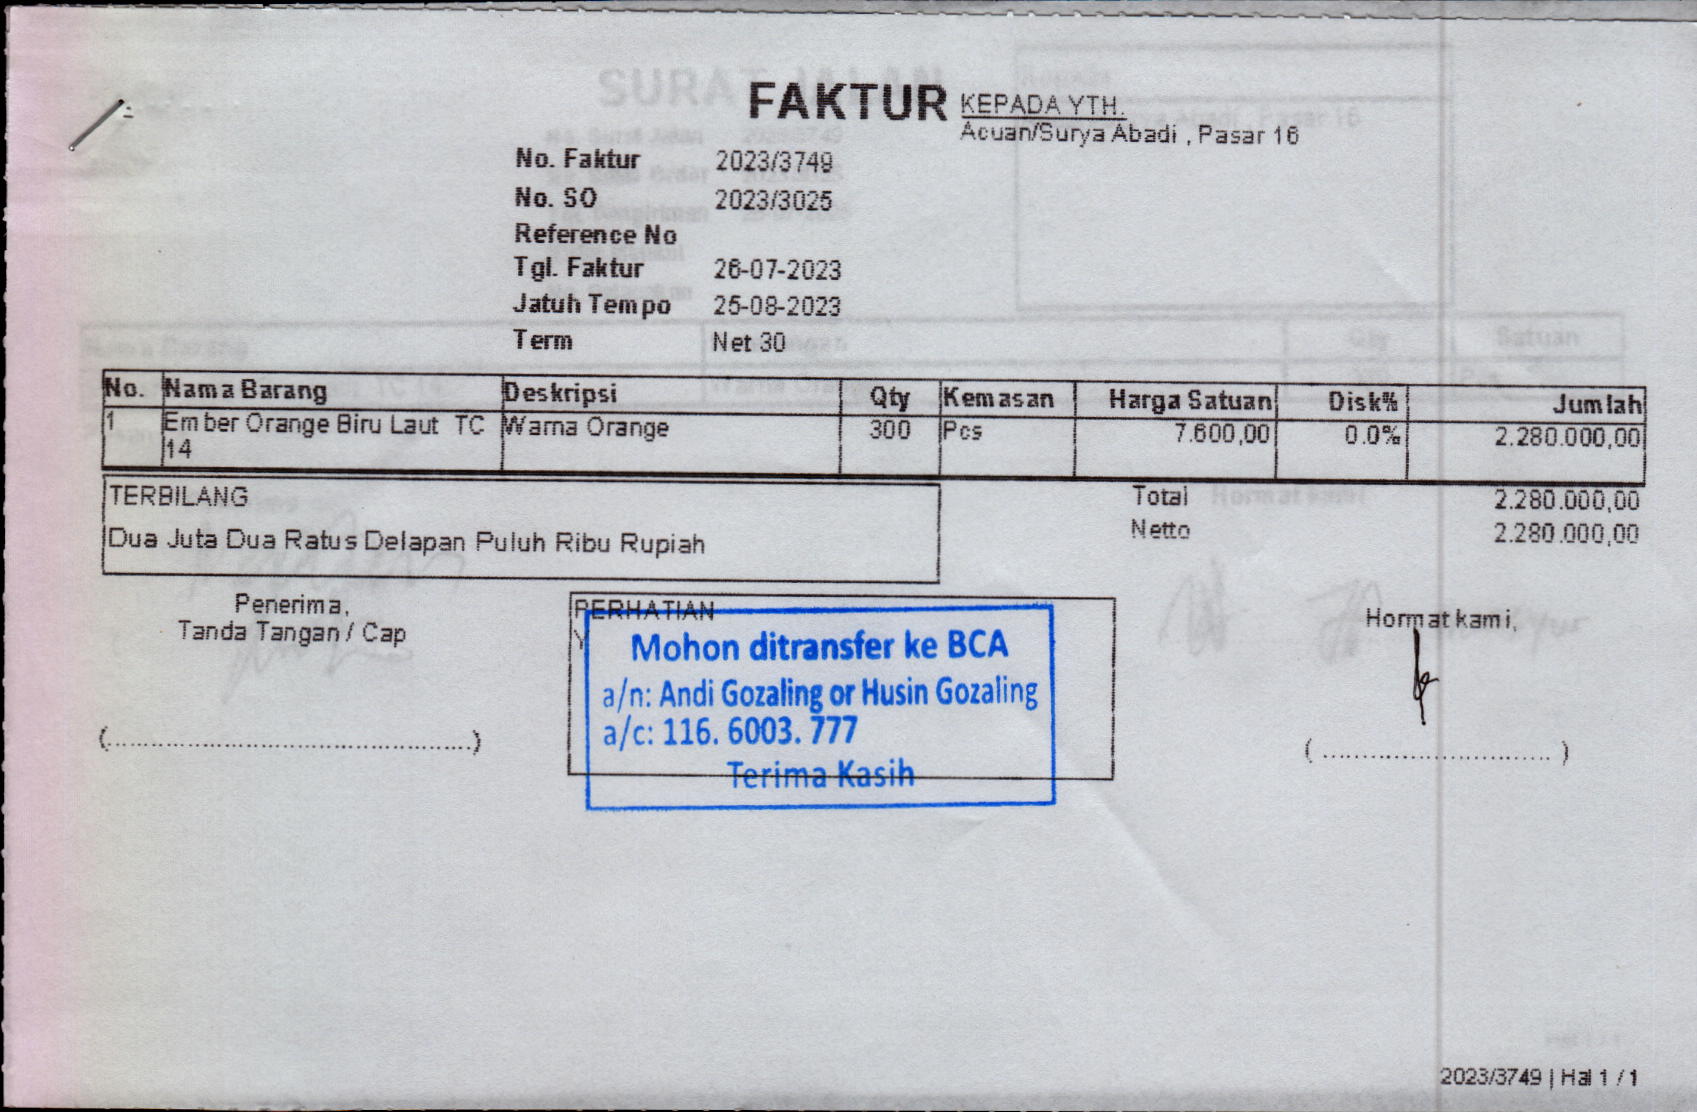 FAKTUR
KEPADA YTH.
Acuan/Surya Abadi , Pasar 16
No. Faktur 2023/3749
No. SO 2023/3025
Reference No
Tgl. Faktur 26-07-2023
Jatuh Tempo 25-08-2023
Term Net 30
No. Nama Barang Deskripsi Qty Kemasan Harga Satuan Disk% Jumlah
1 Ember Orange Biru Laut TC Warna Orange 300 Pcs 7.600,00 0.0% 2.280.000,00
14
TERBILANG Total 2.280.000,00
Dua Juta Dua Ratus Delapan Puluh Ribu Rupiah Netto 2.280.000,00
Penerima,
Tanda Tangan / Cap
(...............................................)
PERHATIAN
Y
Mohon ditransfer ke BCA
a/n: Andi Gozaling or Husin Gozaling
a/c: 116. 6003. 777
Terima Kasih
Hormat kami,
( ............................. )
2023/3749 | Hal 1 / 1